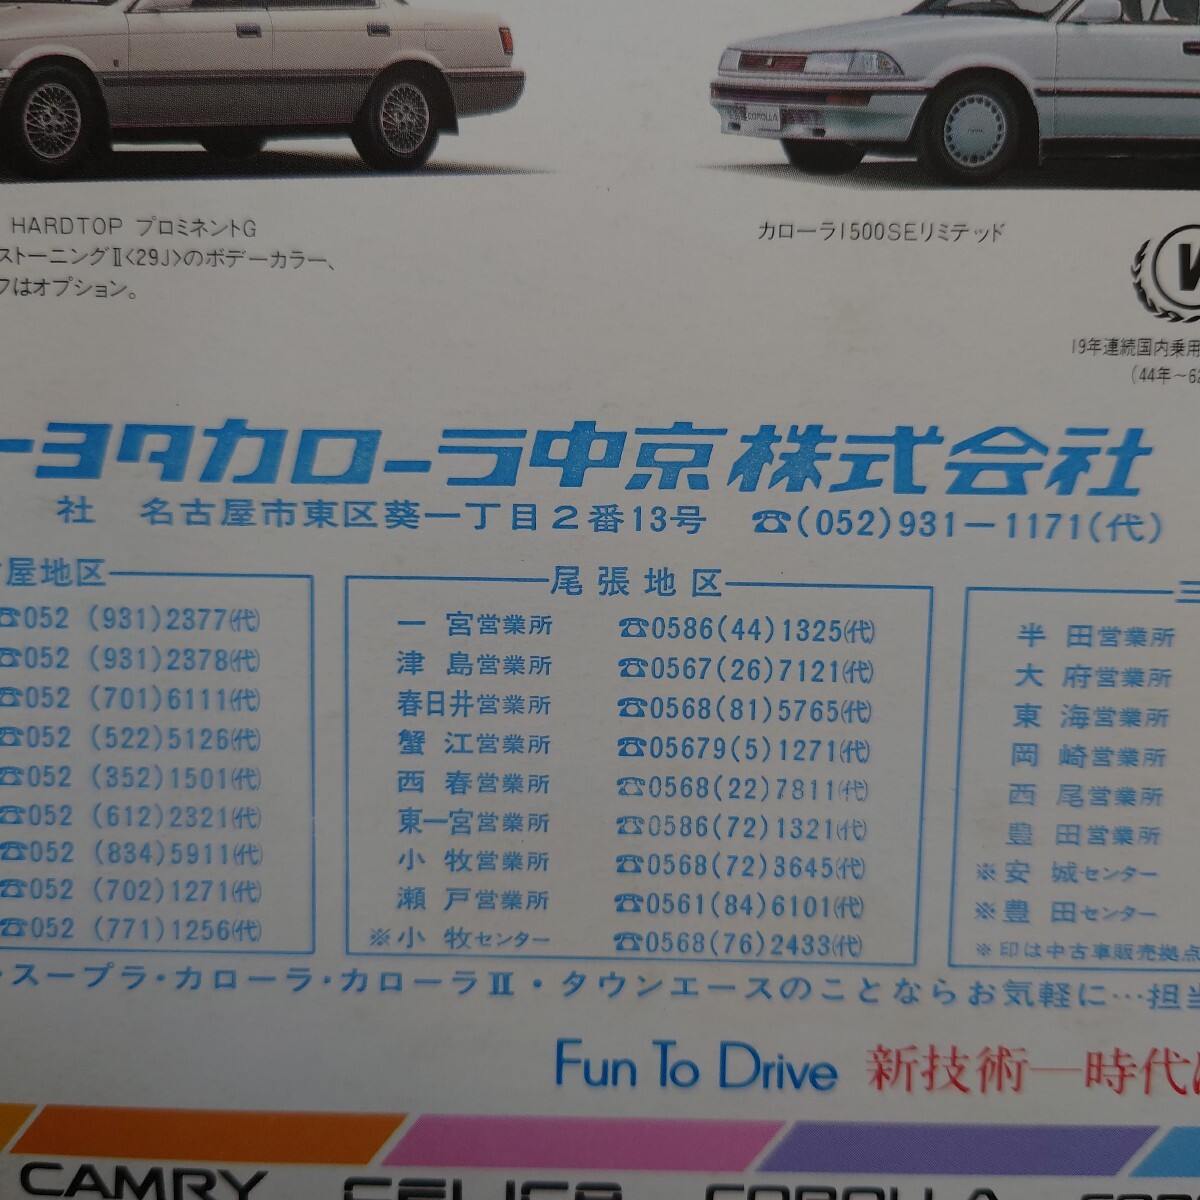 COROLLA
HARDTOP プロミネントG
ストーニングⅡ<29J>のボデーカラー、
フはオプション。
カローラ1500SEリミテッド
19年連続国内乗用
(44年〜62
ーヨタカローラ中京株式会社
社 名古屋市東区葵一丁目2番13号 ☎(052)931-1171(代)
屋地区
☎052 (931)2377(代)
☎052 (931)2378(代)
☎052 (701)6111(代)
☎052 (522)5126(代)
☎052 (352)1501(代)
☎052 (612)2321(代)
☎052 (834)5911(代)
☎052 (702)1271(代)
☎052 (771)1256(代)
尾張地区
一宮営業所 ☎0586(44)1325(代)
津島営業所 ☎0567(26)7121(代)
春日井営業所 ☎0568(81)5765(代)
蟹江営業所 ☎05679(5)1271(代)
西春営業所 ☎0568(22)7811(代)
東一宮営業所 ☎0586(72)1321(代)
小牧営業所 ☎0568(72)3645(代)
瀬戸営業所 ☎0561(84)6101(代)
※小牧センター ☎0568(76)2433(代)
三
半田営業所
大府営業所
東海営業所
岡崎営業所
西尾営業所
豊田営業所
※安城センター
※豊田センター
※印は中古車販売拠点
・スープラ・カローラ・カローラⅡ・タウンエースのことならお気軽に…担当
Fun To Drive 新技術—時代は
CAMRY CELICA COROLLA